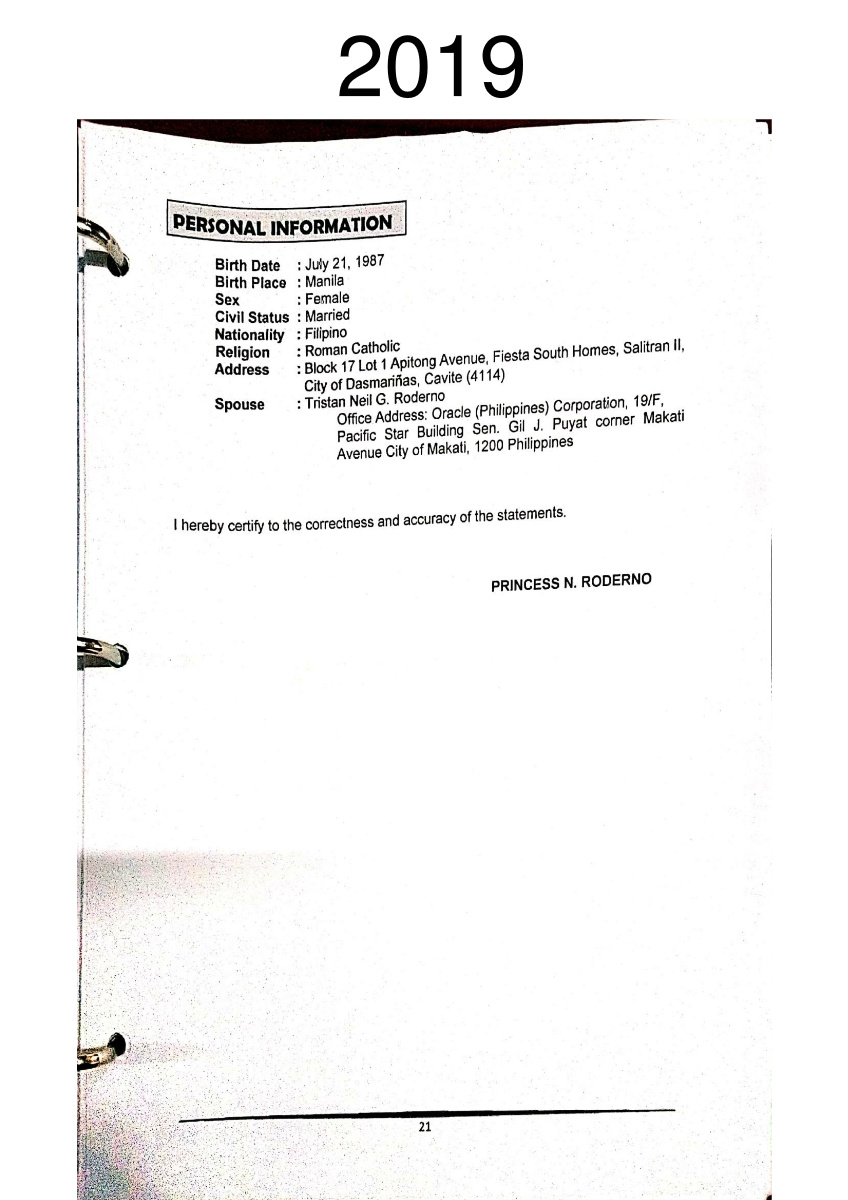 2019
PERSONAL INFORMATION
Birth Date : July 21, 1987
Birth Place : Manila
Sex : Female
Civil Status : Married
Nationality : Filipino
Religion : Roman Catholic
Address : Block 17 Lot 1 Apitong Avenue, Fiesta South Homes, Salitran II,
City of Dasmariñas, Cavite (4114)
Spouse : Tristan Neil G. Roderno
Office Address: Oracle (Philippines) Corporation, 19/F,
Pacific Star Building Sen. Gil J. Puyat corner Makati
Avenue City of Makati, 1200 Philippines
I hereby certify to the correctness and accuracy of the statements.
PRINCESS N. RODERNO
21